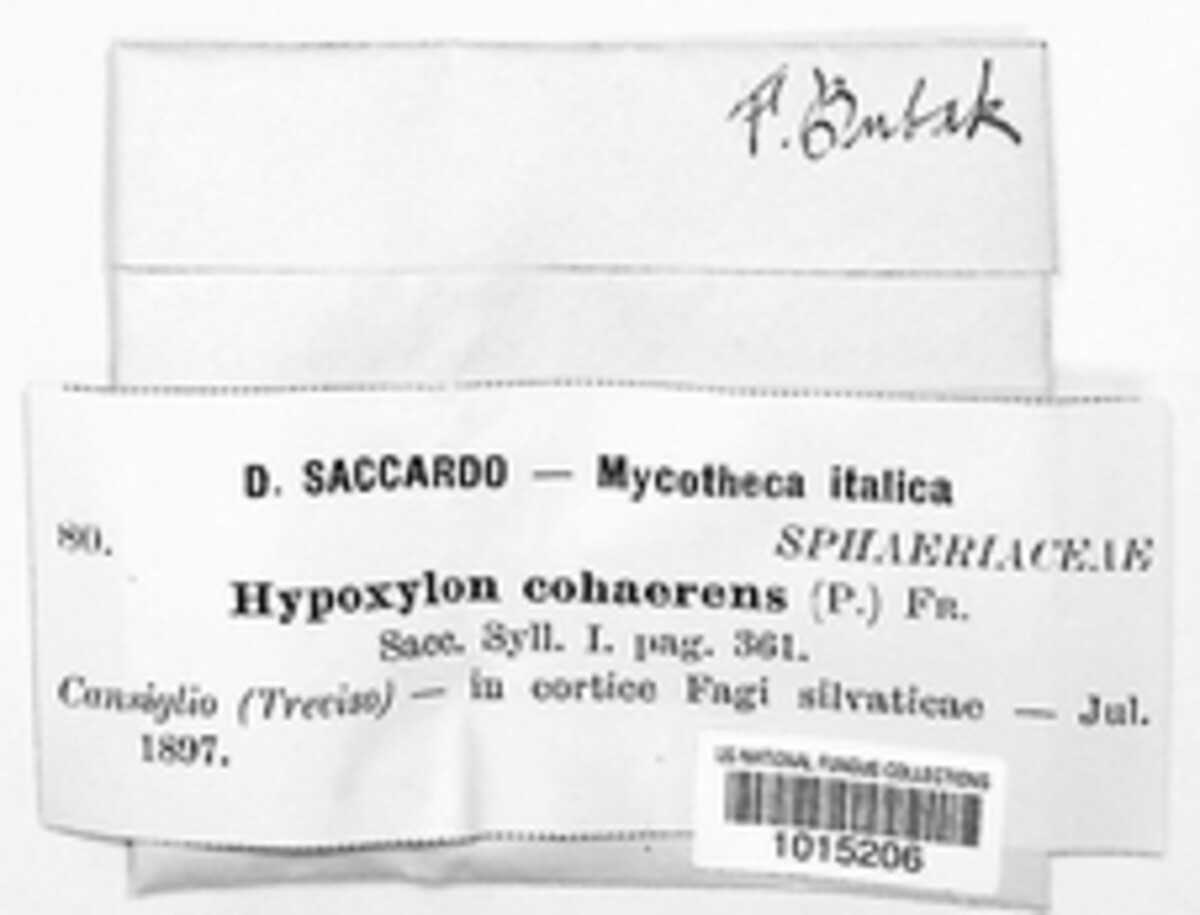 F. Bubák
D. SACCARDO — Mycotheca italica
80. SPHAERIACEAE
Hypoxylon cohaerens (P.) Fr.
Sacc. Syll. I. pag. 361.
Cansiglio (Treviso) — in cortice Fagi silvaticae — Jul.
1897.
US NATIONAL FUNGUS COLLECTIONS
1015206